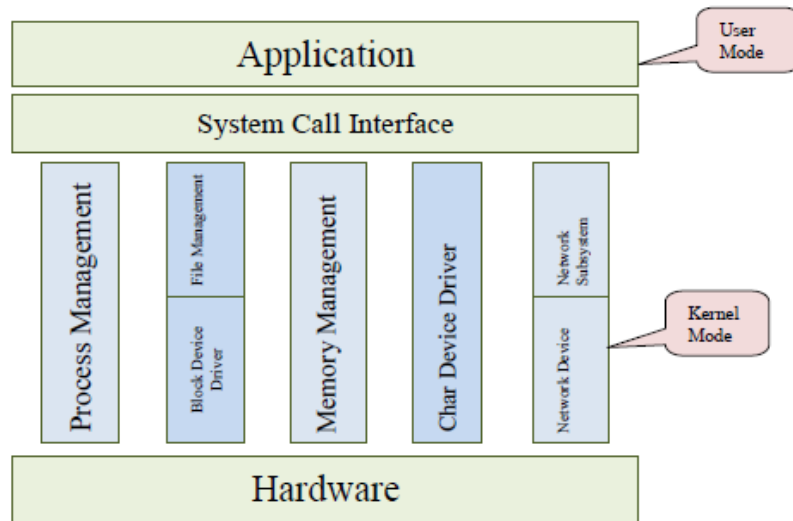 Application
User
Mode
System Call Interface
Process Management
File Management
Block Device
Driver
Memory Management
Char Device Driver
Network
Subsystem
Network Device
Kernel
Mode
Hardware